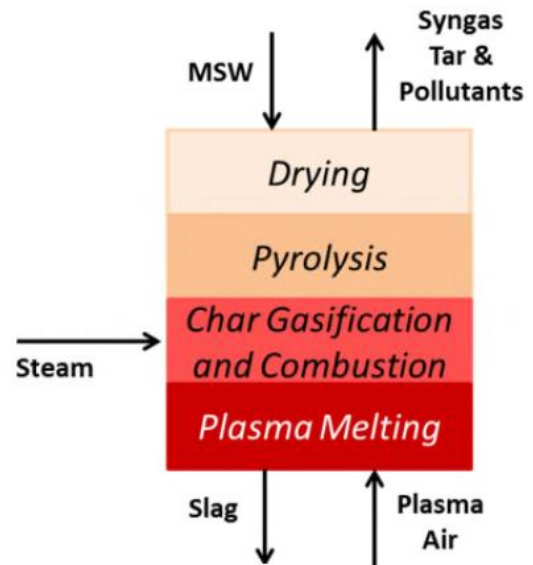 Syngas
Tar &
Pollutants
MSW
Drying
Pyrolysis
Char Gasification
and Combustion
Steam
Plasma Melting
Slag
Plasma
Air